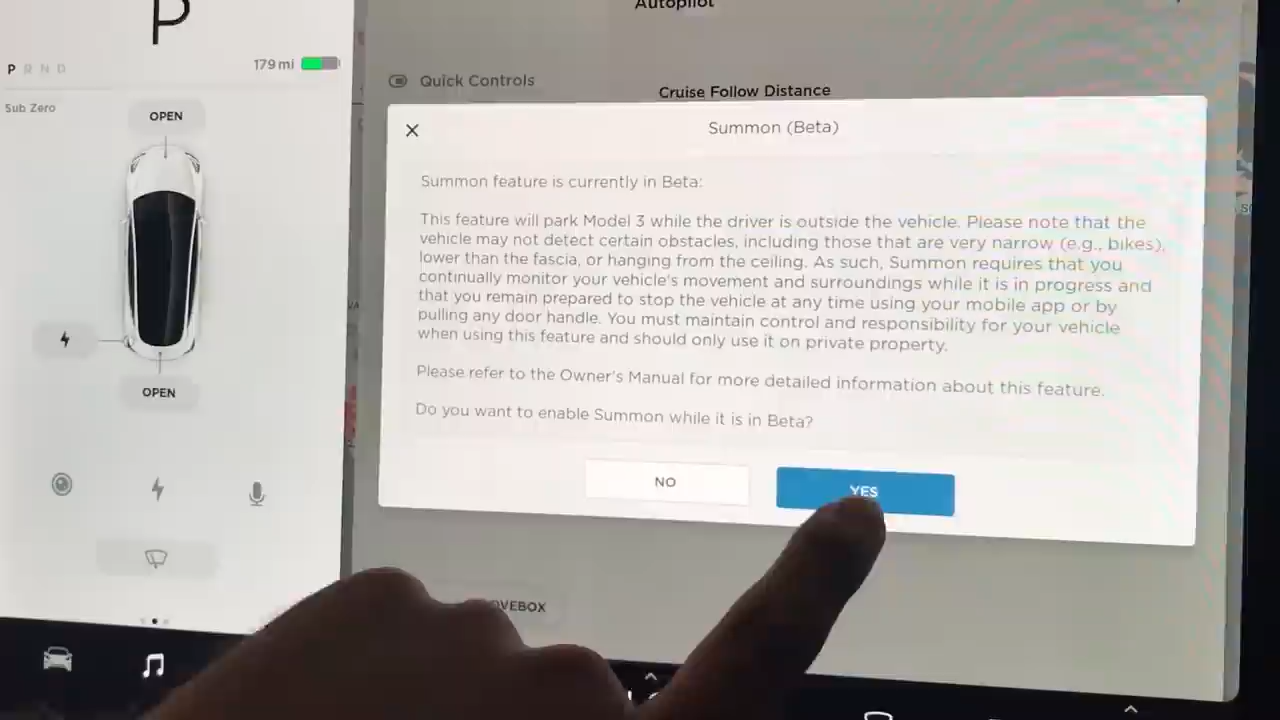 P
P R N D
179 mi
Sub Zero
OPEN
OPEN
Autopilot
Quick Controls
Cruise Follow Distance
Summon (Beta)
Summon feature is currently in Beta:
This feature will park Model 3 while the driver is outside the vehicle. Please note that the
vehicle may not detect certain obstacles, including those that are very narrow (e.g., bikes),
lower than the fascia, or hanging from the ceiling. As such, Summon requires that you
continually monitor your vehicle's movement and surroundings while it is in progress and
that you remain prepared to stop the vehicle at any time using your mobile app or by
pulling any door handle. You must maintain control and responsibility for your vehicle
when using this feature and should only use it on private property.
Please refer to the Owner's Manual for more detailed information about this feature.
Do you want to enable Summon while it is in Beta?
NO
YES
OVEBOX